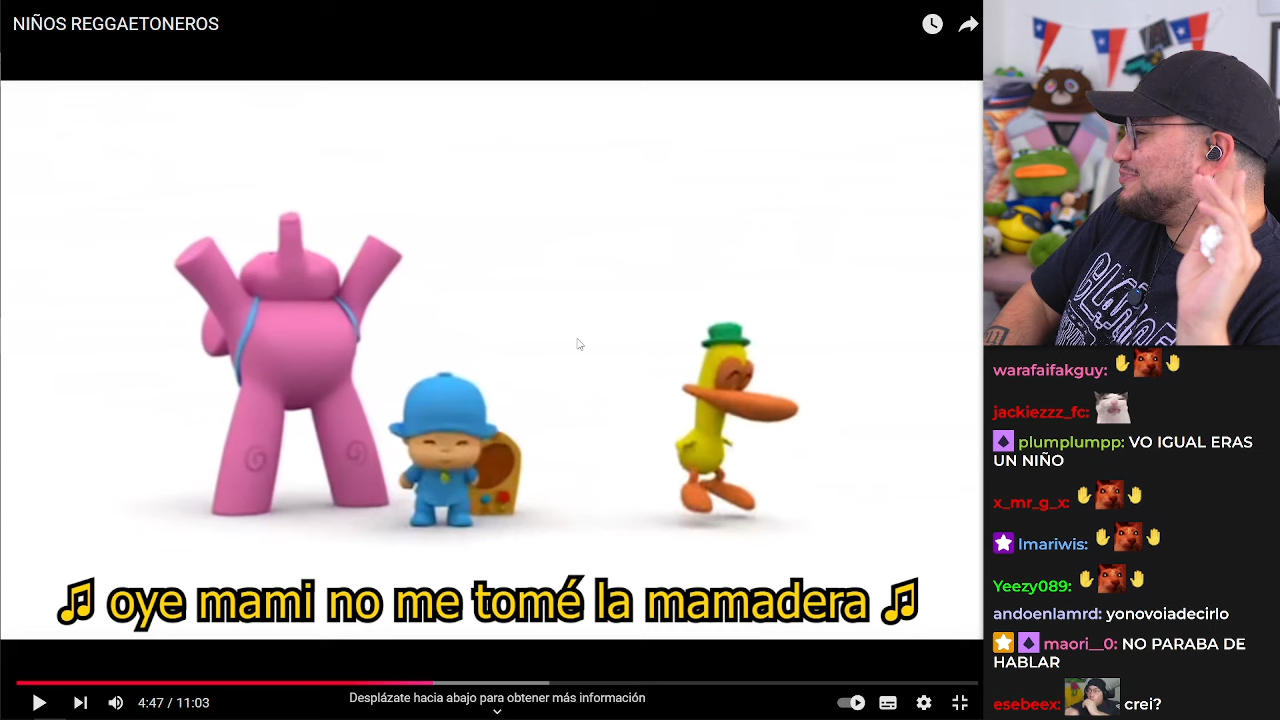 NIÑOS REGGAETONEROS
♫ oye mami no me tomé la mamadera ♫
4:47 / 11:03
Desplázate hacia abajo para obtener más información
warafaifakguy:
jackiezzz_fc:
plumplumpp: VO IGUAL ERAS
UN NIÑO
x_mr_g_x:
Imariwis:
Yeezy089:
andoenlamrd: yonovoiadecirlo
maori__0: NO PARABA DE
HABLAR
esebeex: crei?